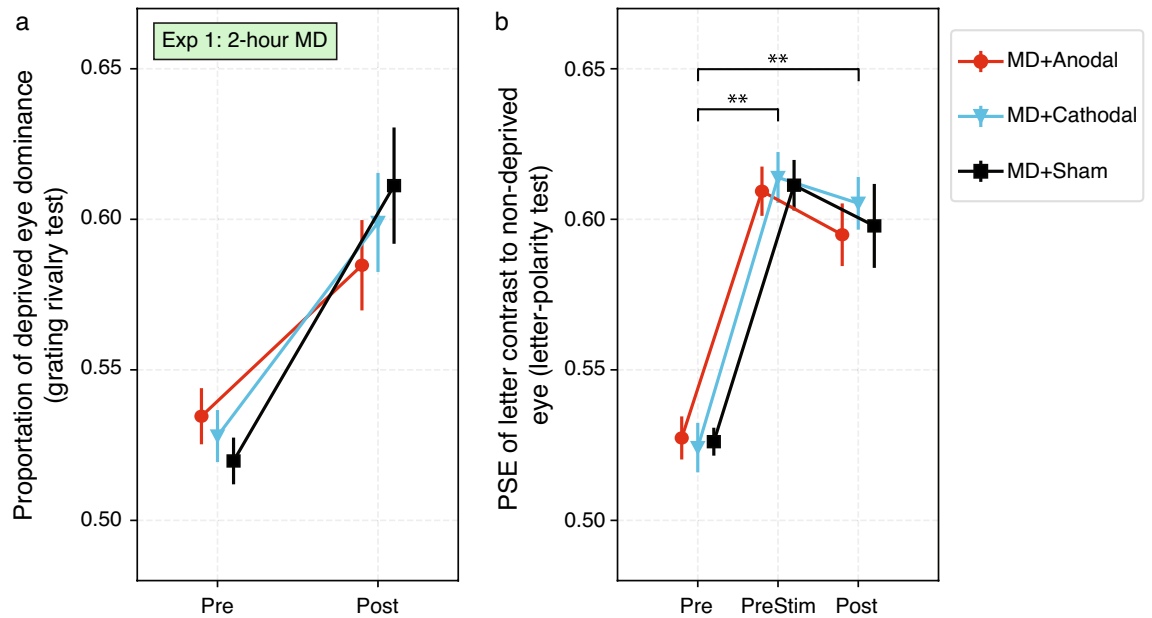 a
Exp 1: 2-hour MD
Proportation of deprived eye dominance
(grating rivalry test)
0.65
0.60
0.55
0.50
Pre
Post
b
PSE of letter contrast to non-deprived
eye (letter-polarity test)
0.65
0.60
0.55
0.50
**
**
Pre
PreStim
Post
MD+Anodal
MD+Cathodal
MD+Sham